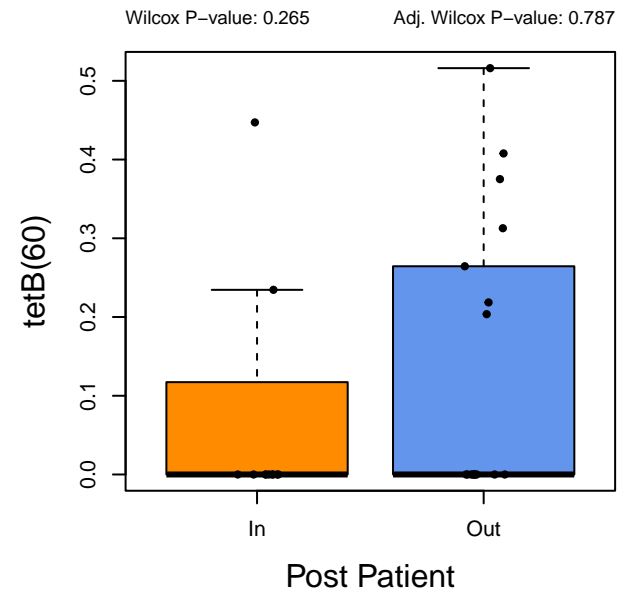 Wilcox P−value: 0.265
Adj. Wilcox P−value: 0.787
0.5
0.4
0.3
0.2
0.1
0.0
tetB(60)
In
Out
Post Patient